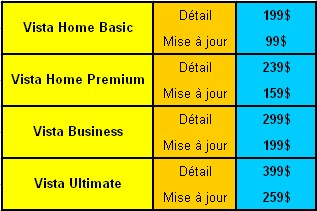 Vista Home Basic
Détail 199$
Mise à jour 99$
Vista Home Premium
Détail 239$
Mise à jour 159$
Vista Business
Détail 299$
Mise à jour 199$
Vista Ultimate
Détail 399$
Mise à jour 259$